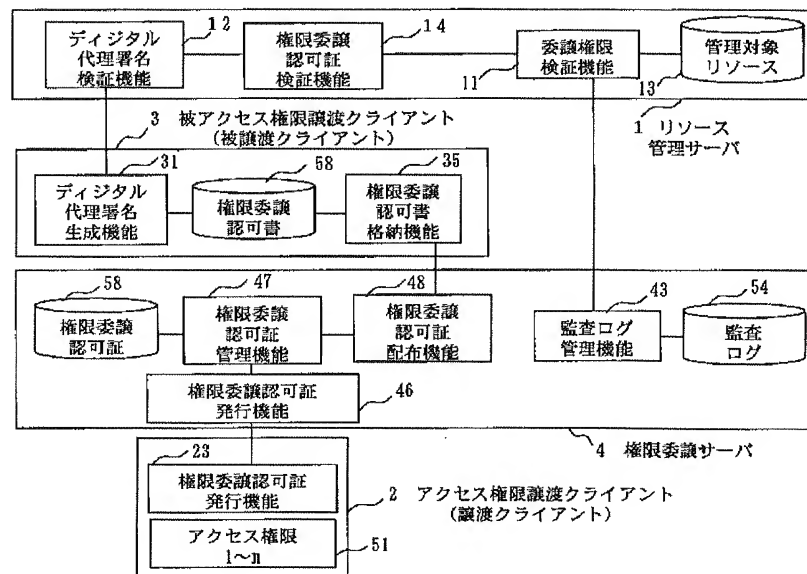 12
ディジタル
代理署名
検証機能
14
権限委譲
認可証
検証機能
11
委譲権限
検証機能
13
管理対象
リソース
1 リソース
管理サーバ
3 被アクセス権限譲渡クライアント
(被譲渡クライアント)
31
ディジタル
代理署名
生成機能
58
権限委譲
認可書
35
権限委譲
認可書
格納機能
58
権限委譲
認可証
47
権限委譲
認可証
管理機能
48
権限委譲
認可証
配布機能
43
監査ログ
管理機能
54
監査
ログ
権限委譲認可証
発行機能
46
4 権限委譲サーバ
23
権限委譲認可証
発行機能
2 アクセス権限譲渡クライアント
(譲渡クライアント)
アクセス権限
1〜n
51